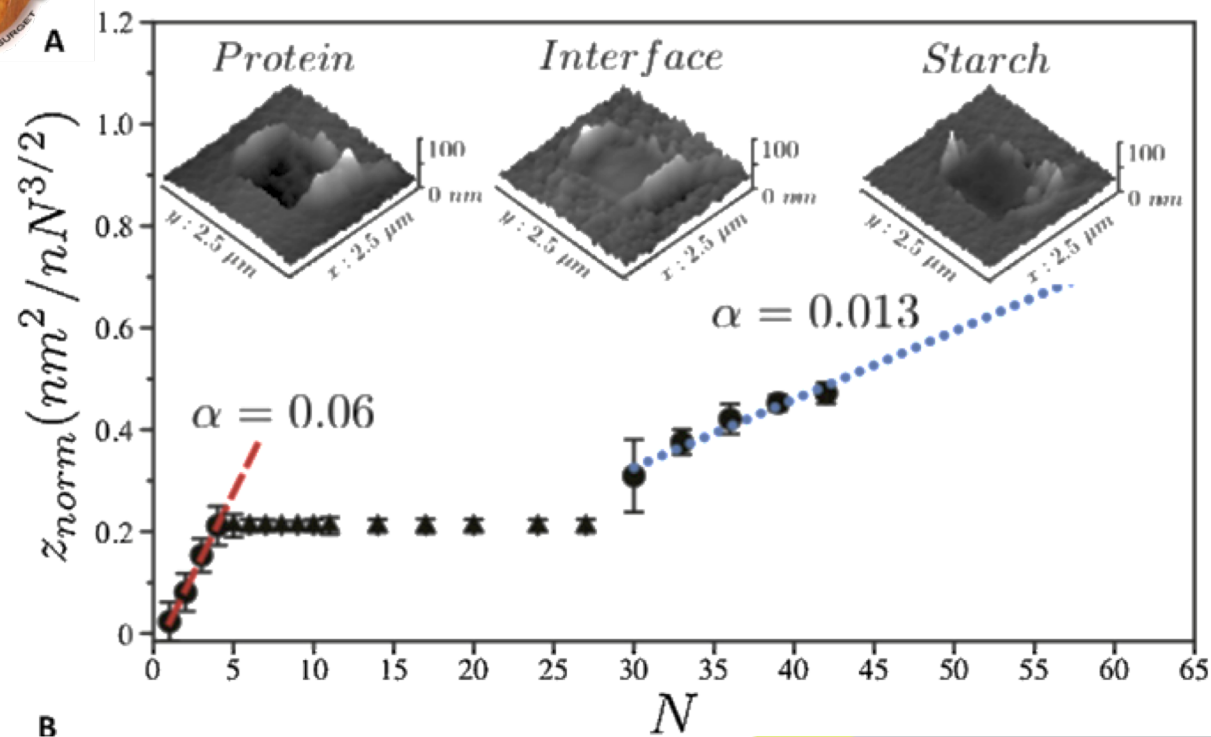 SURGET
A
Protein
Interface
Starch
100
0 nm
y : 2.5 μm
x : 2.5 μm
100
0 nm
y : 2.5 μm
x : 2.5 μm
100
0 nm
y : 2.5 μm
x : 2.5 μm
α = 0.06
α = 0.013
z_norm (nm² / nN^3/2)
1.2
1.0
0.8
0.6
0.4
0.2
0
0 5 10 15 20 25 30 35 40 45 50 55 60 65
N
B